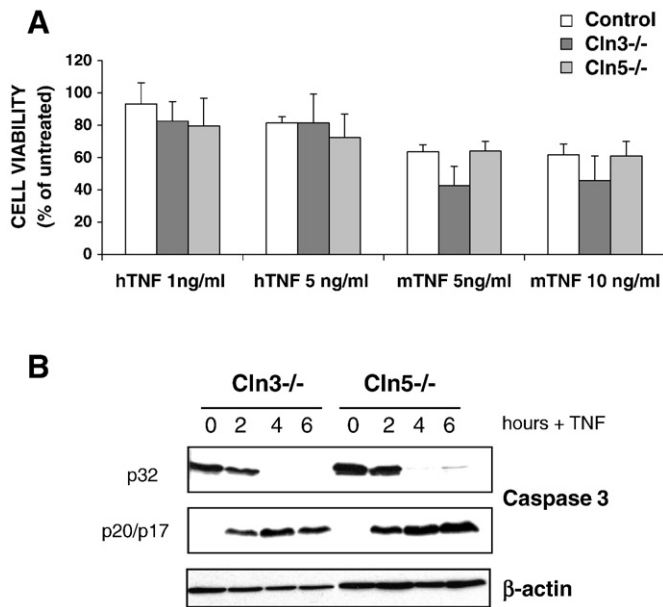 A
Control
Cln3-/-
Cln5-/-
CELL VIABILITY
(% of untreated)
120
100
80
60
40
20
0
hTNF 1ng/ml hTNF 5 ng/ml mTNF 5ng/ml mTNF 10 ng/ml
B
Cln3-/- Cln5-/-
0 2 4 6 0 2 4 6 hours + TNF
p32
Caspase 3
p20/p17
β-actin